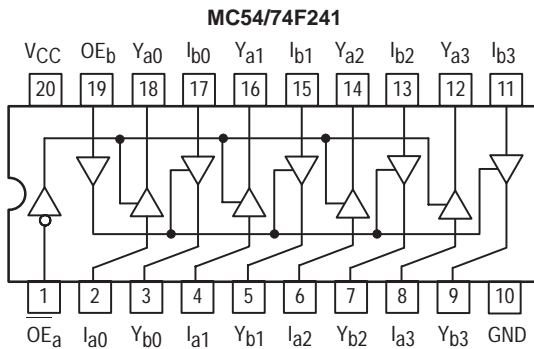 MC54/74F241
VCC OEb Ya0 Ib0 Ya1 Ib1 Ya2 Ib2 Ya3 Ib3
20 19 18 17 16 15 14 13 12 11
1 2 3 4 5 6 7 8 9 10
OEa Ia0 Yb0 Ia1 Yb1 Ia2 Yb2 Ia3 Yb3 GND